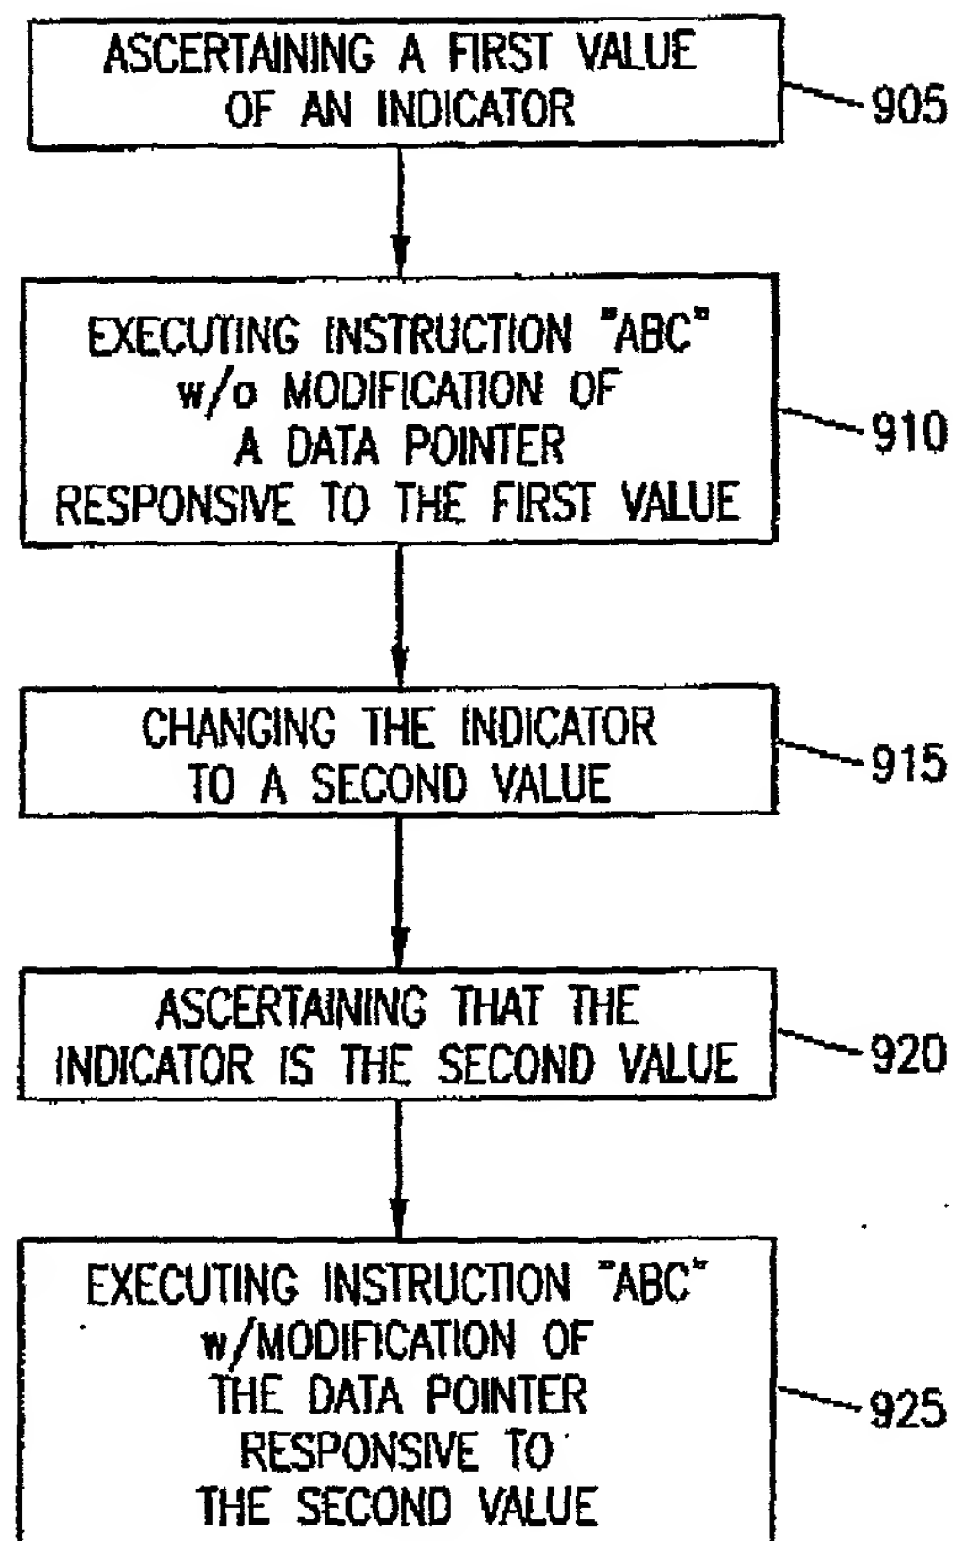 ASCERTAINING A FIRST VALUE
OF AN INDICATOR
905
EXECUTING INSTRUCTION "ABC"
w/o MODIFICATION OF
A DATA POINTER
RESPONSIVE TO THE FIRST VALUE
910
CHANGING THE INDICATOR
TO A SECOND VALUE
915
ASCERTAINING THAT THE
INDICATOR IS THE SECOND VALUE
920
EXECUTING INSTRUCTION "ABC"
w/MODIFICATION OF
THE DATA POINTER
RESPONSIVE TO
THE SECOND VALUE
925